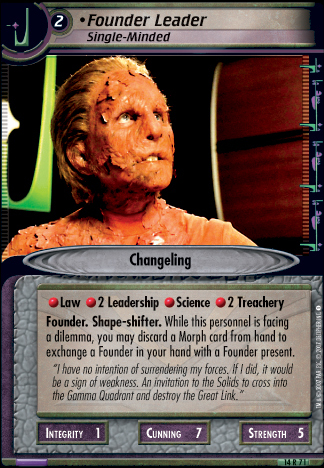 2
•Founder Leader
Single-Minded
Changeling
Law 2 Leadership Science 2 Treachery
Founder. Shape-shifter. While this personnel is facing
a dilemma, you may discard a Morph card from hand to
exchange a Founder in your hand with a Founder present.
"I have no intention of surrendering my forces. If I did, it would
be a sign of weakness. An invitation to the Solids to cross into
the Gamma Quadrant and destroy the Great Link."
Integrity 1 Cunning 7 Strength 5
14 R 71